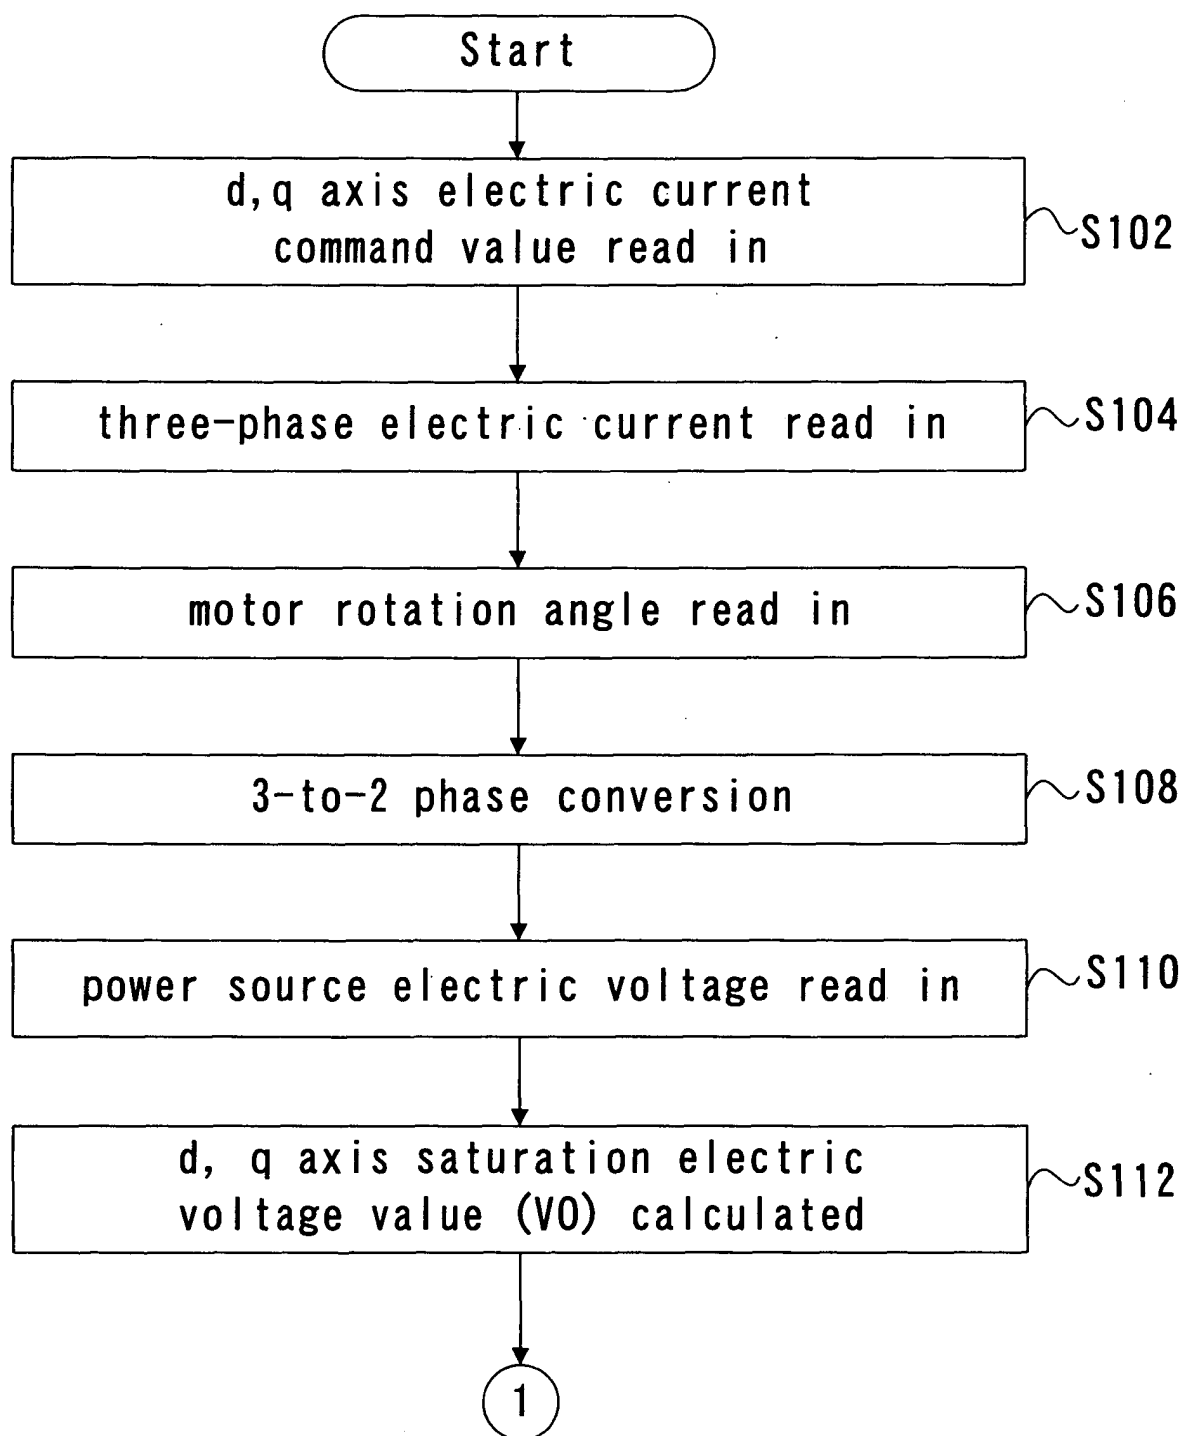 Start
d,q axis electric current
command value read in
S102
three-phase electric current read in
S104
motor rotation angle read in
S106
3-to-2 phase conversion
S108
power source electric voltage read in
S110
d, q axis saturation electric
voltage value (V0) calculated
S112
1